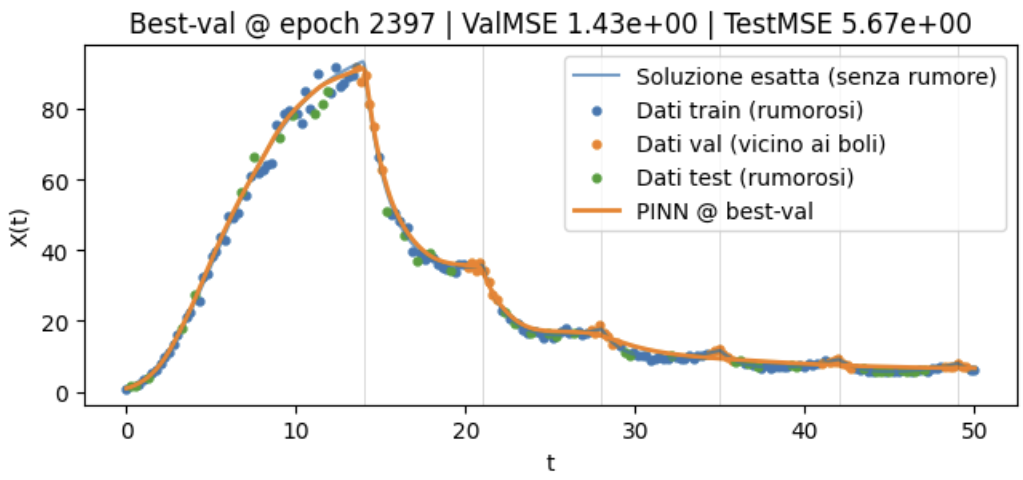 Best-val @ epoch 2397 | ValMSE 1.43e+00 | TestMSE 5.67e+00
Soluzione esatta (senza rumore)
Dati train (rumorosi)
Dati val (vicino ai boli)
Dati test (rumorosi)
PINN @ best-val
X(t)
80
60
40
20
0
0 10 20 30 40 50
t